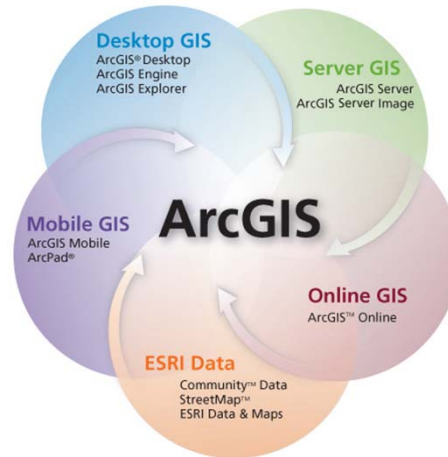 Desktop GIS
ArcGIS® Desktop
ArcGIS Engine
ArcGIS Explorer
Server GIS
ArcGIS Server
ArcGIS Server Image
ArcGIS
Mobile GIS
ArcGIS Mobile
ArcPad®
Online GIS
ArcGIS™ Online
ESRI Data
Community™ Data
StreetMap™
ESRI Data & Maps